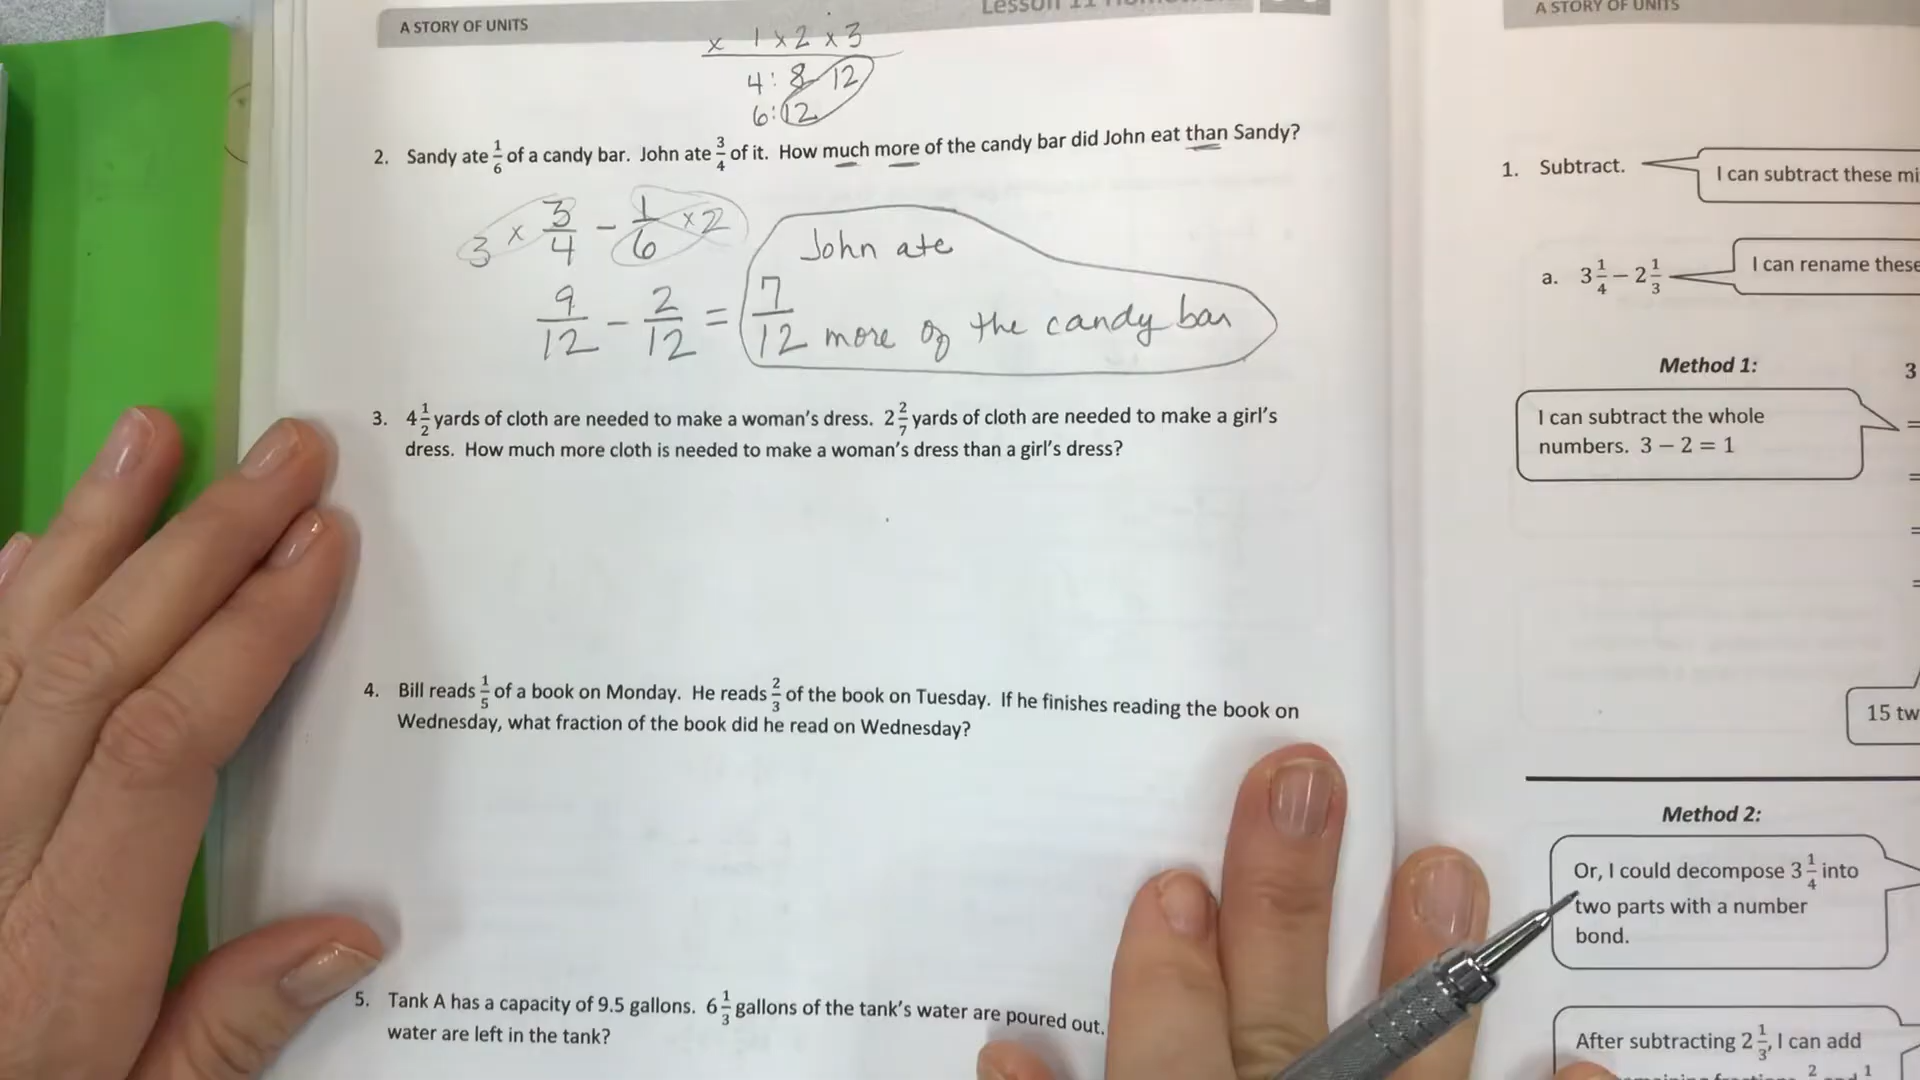 A STORY OF UNITS
x 1 x 2 x 3
4: 8 12
6: 12
2. Sandy ate 1/6 of a candy bar. John ate 3/4 of it. How much more of the candy bar did John eat than Sandy?
3 x 3/4 - 1/6 x 2
John ate
9/12 - 2/12 = 7/12 more of the candy bar
3. 4 1/2 yards of cloth are needed to make a woman's dress. 2 2/7 yards of cloth are needed to make a girl's
dress. How much more cloth is needed to make a woman's dress than a girl's dress?
4. Bill reads 1/5 of a book on Monday. He reads 2/3 of the book on Tuesday. If he finishes reading the book on
Wednesday, what fraction of the book did he read on Wednesday?
5. Tank A has a capacity of 9.5 gallons. 6 1/3 gallons of the tank's water are poured out.
water are left in the tank?
A STORY OF UNITS
1. Subtract.
I can subtract these
a. 3 1/4 − 2 1/3
I can rename these
Method 1:
3
I can subtract the whole
numbers. 3 − 2 = 1
=
=
=
=
15
Method 2:
Or, I could decompose 3 1/4 into
two parts with a number
bond.
After subtracting 2 1/3, I can add